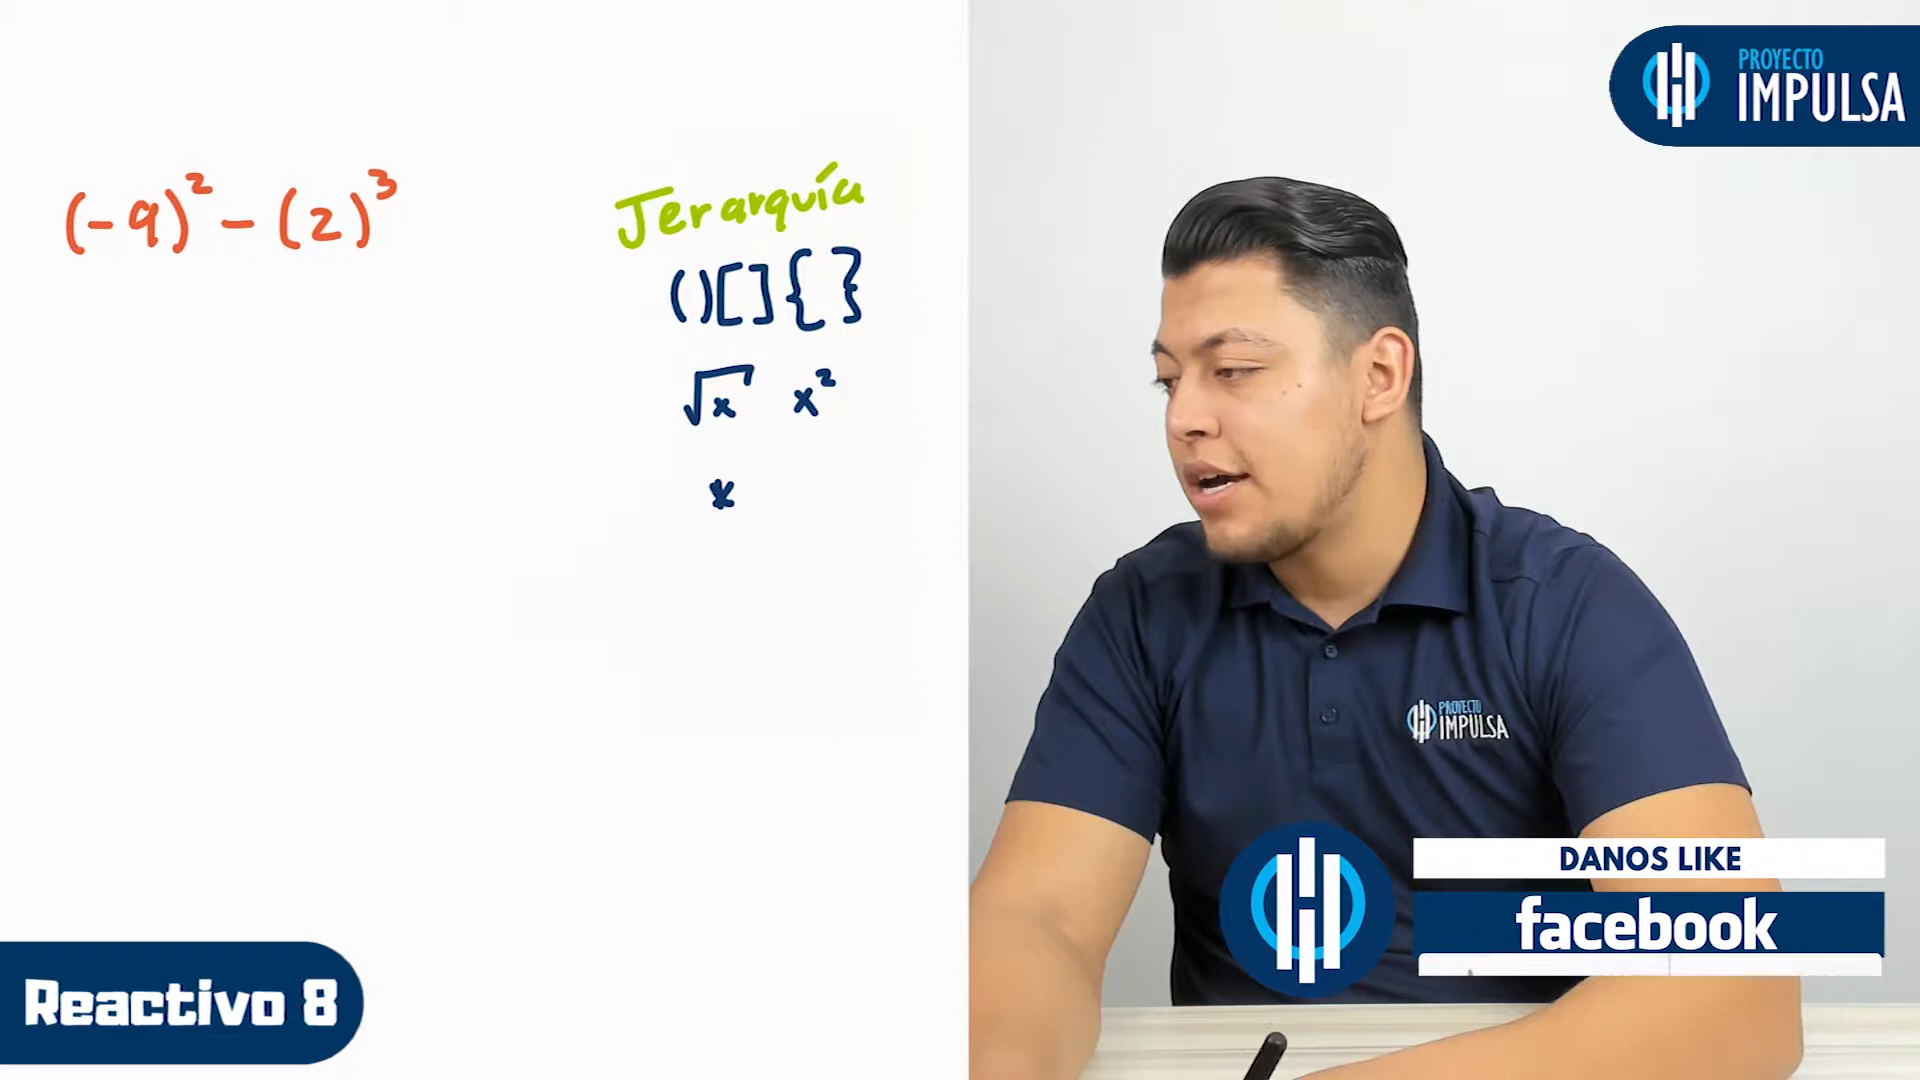 PROYECTO
IMPULSA
(-9)² - (2)³
Jerarquía
()[]{}
√x x²
*
PROYECTO
IMPULSA
DANOS LIKE
facebook
Reactivo 8